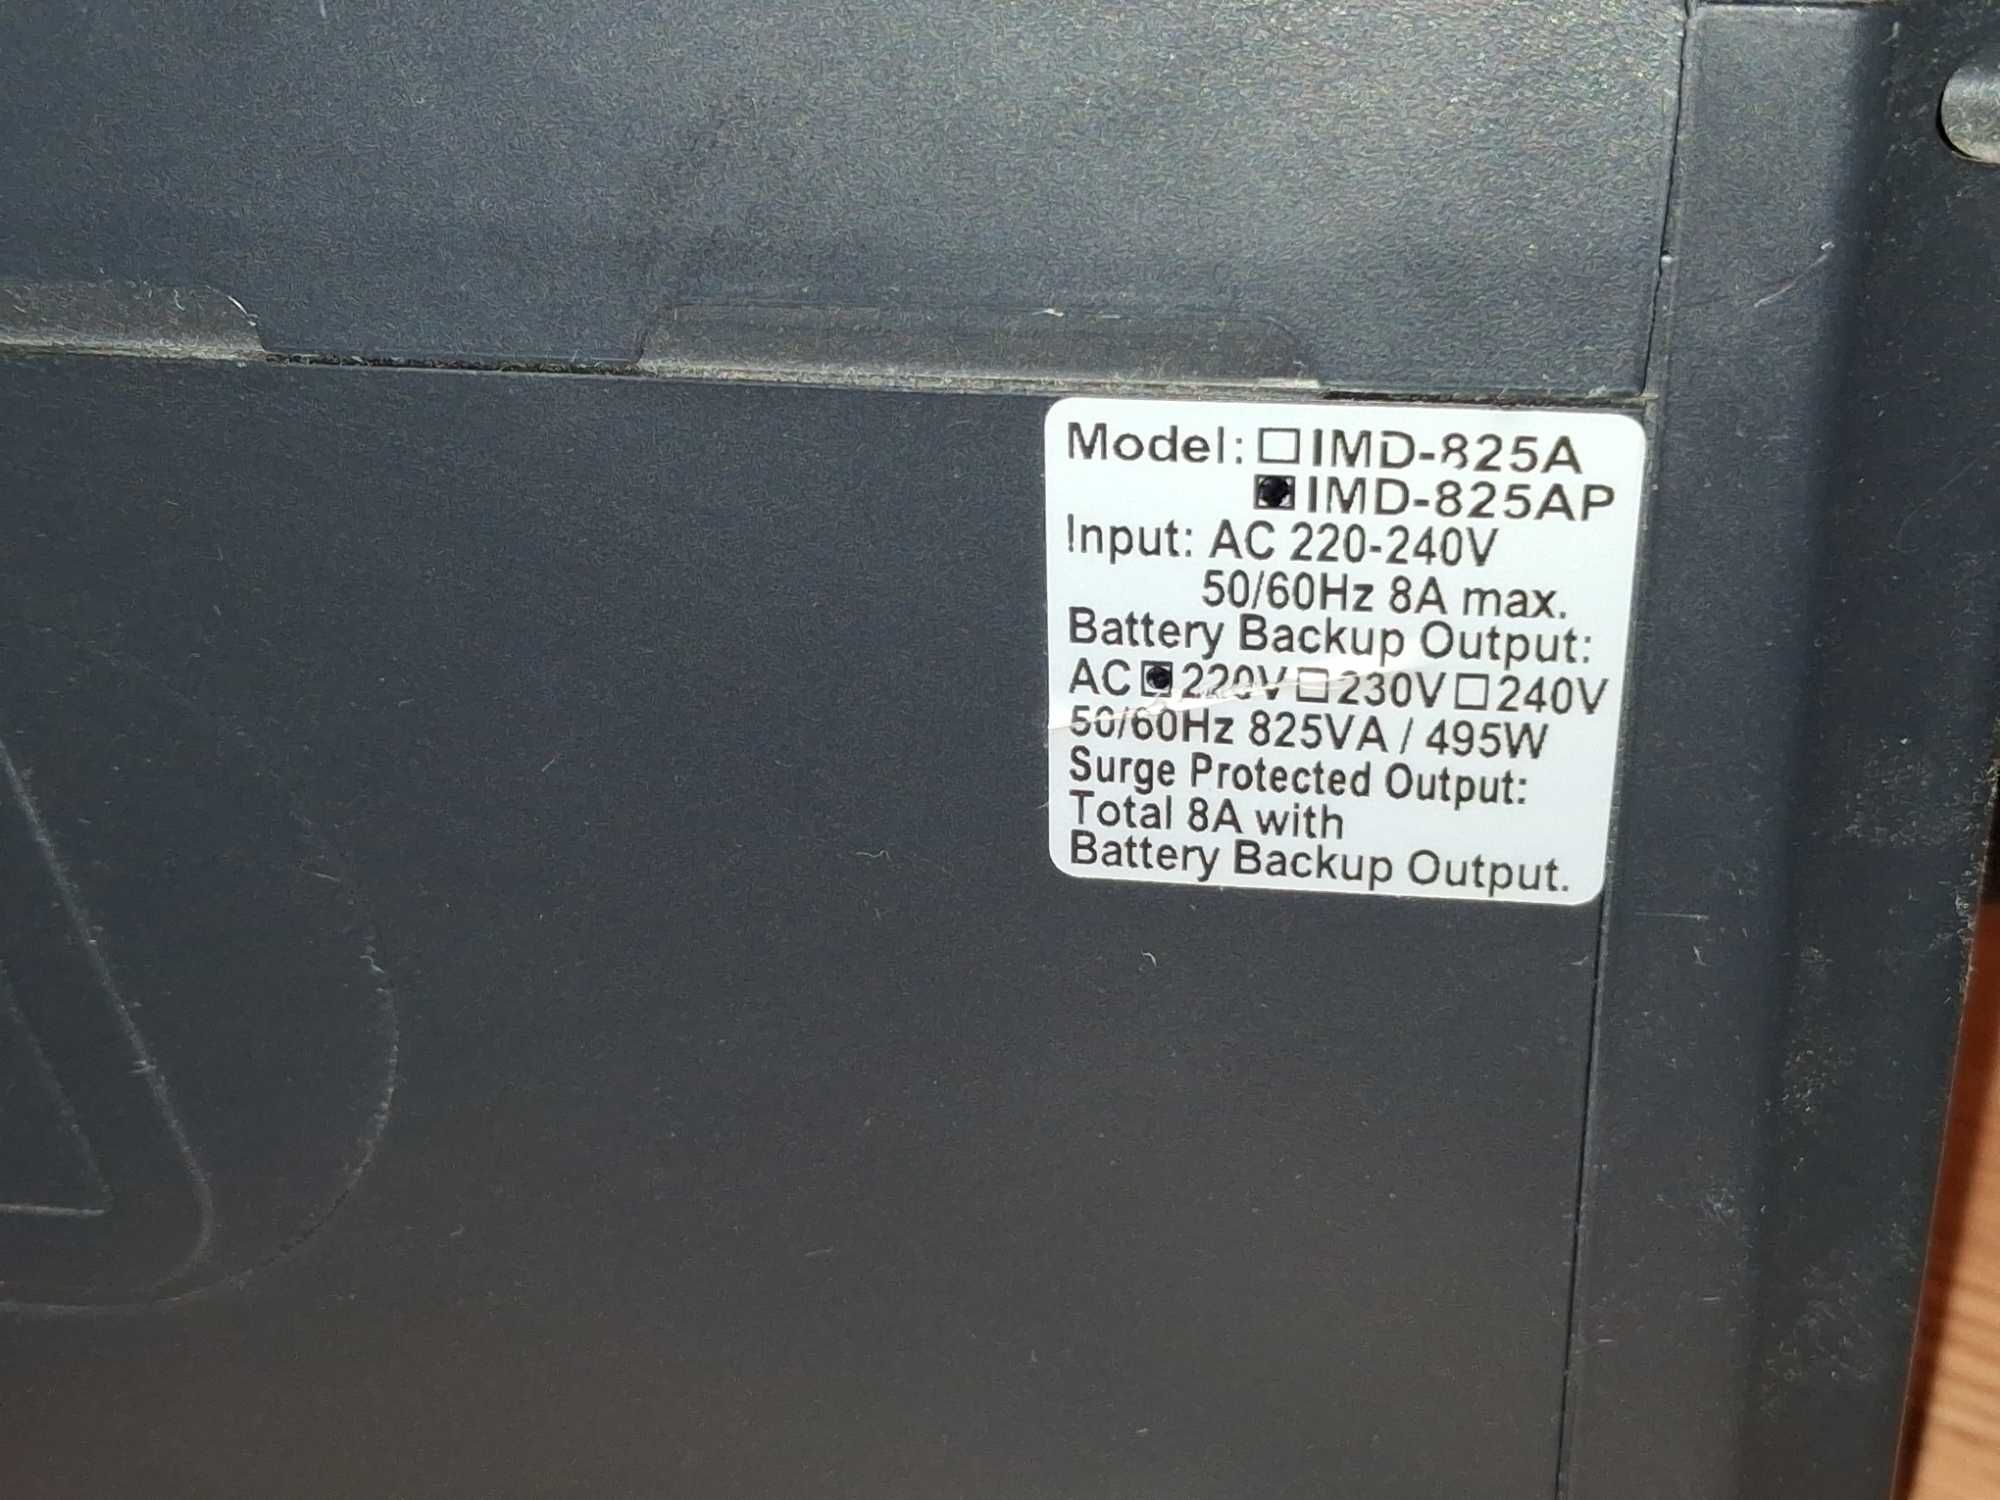 Model: ☐IMD-825A
■IMD-825AP
Input: AC 220-240V
50/60Hz 8A max.
Battery Backup Output:
AC■220V☐230V☐240V
50/60Hz 825VA / 495W
Surge Protected Output:
Total 8A with
Battery Backup Output.